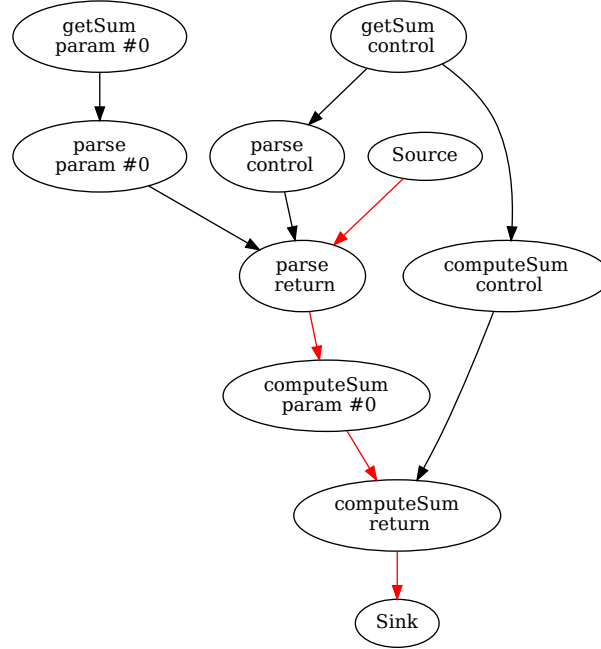 getSum
param #0
getSum
control
parse
param #0
parse
control
Source
parse
return
computeSum
control
computeSum
param #0
computeSum
return
Sink